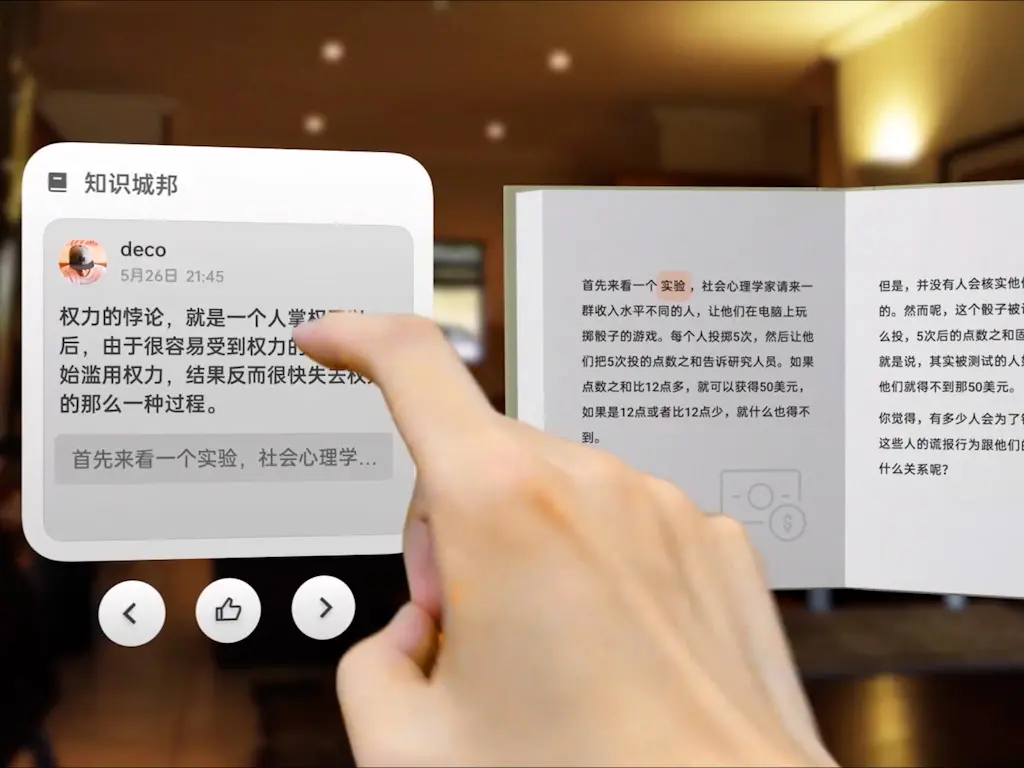 知识城邦
deco
5月26日 21:45
权力的悖论，就是一个人掌权
后，由于很容易受到权力的
始滥用权力，结果反而很快失去权
的那么一种过程。
首先来看一个实验，社会心理学...
首先来看一个 实验 ，社会心理学家请来一
群收入水平不同的人，让他们在电脑上玩
掷骰子的游戏。每个人投掷5次，然后让他
们把5次投的点数之和告诉研究人员。如果
点数之和比12点多，就可以获得50美元，
如果是12点或者比12点少，就什么也得不
到。
但是，并没有人会核实他
的。然而呢，这个骰子被
么投，5次后的点数之和
就是说，其实被测试的人
他们就得不到那50美元。
你觉得，有多少人会为了
这些人的谎报行为跟他们
什么关系呢？